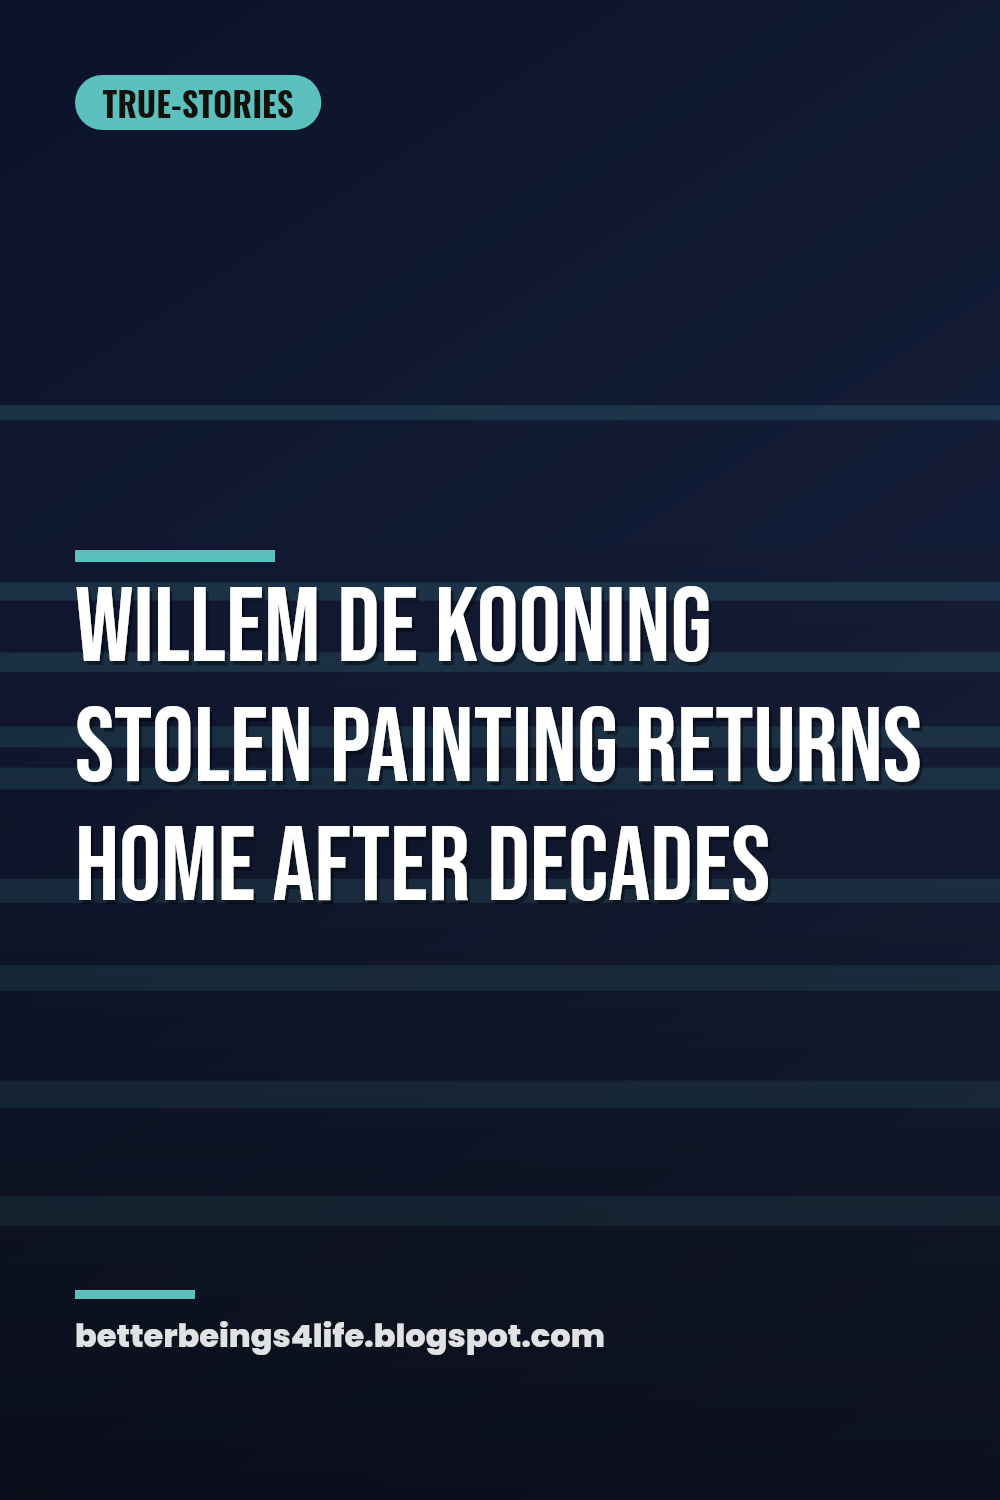 TRUE-STORIES
WILLEM DE KOONING
STOLEN PAINTING RETURNS
HOME AFTER DECADES
betterbeings4life.blogspot.com